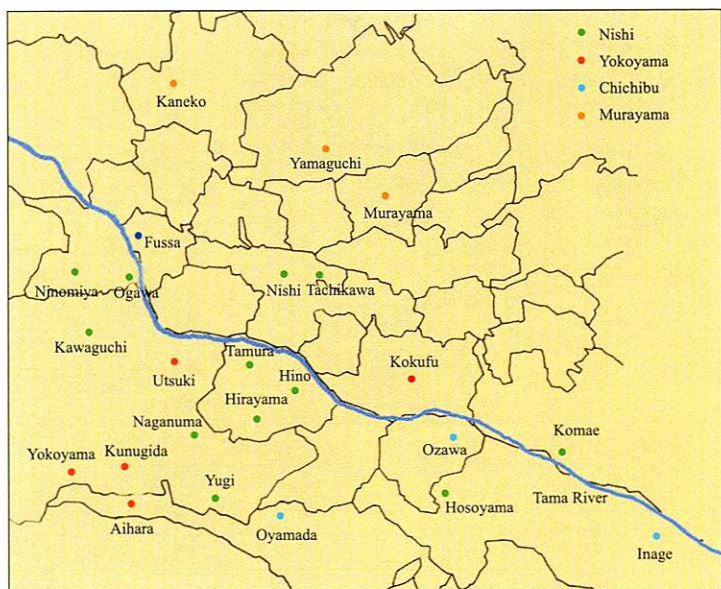 Nishi
Yokoyama
Chichibu
Murayama
Kaneko
Yamaguchi
Murayama
Fussa
Ninomiya
Ogawa
Nishi
Tachikawa
Kawaguchi
Utsuki
Tamura
Hino
Kokufu
Hirayama
Naganuma
Ozawa
Komae
Yokoyama
Kunugida
Yugi
Hosoyama
Tama River
Aihara
Oyamada
Inage